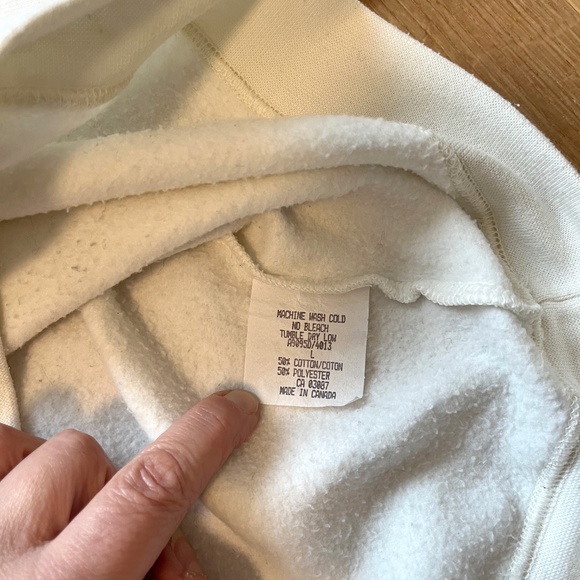 MACHINE WASH COLD
NO BLEACH
TUMBLE DRY LOW
A9095D/4013
L
50% COTTON/COTON
50% POLYESTER
CA 03087
MADE IN CANADA